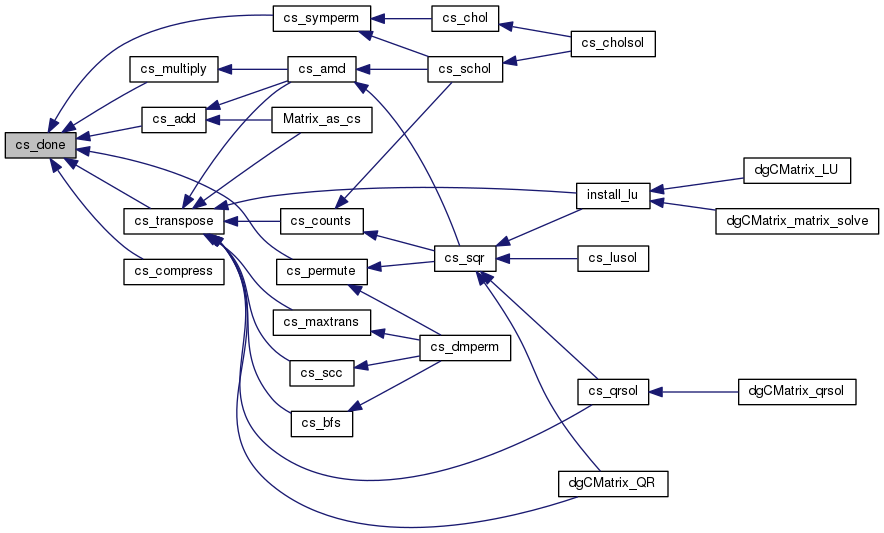 cs_symperm
cs_chol
cs_cholsol
cs_multiply
cs_amd
cs_schol
cs_add
Matrix_as_cs
cs_done
dgCMatrix_LU
install_lu
cs_transpose
cs_counts
dgCMatrix_matrix_solve
cs_compress
cs_permute
cs_sqr
cs_lusol
cs_maxtrans
cs_dmperm
cs_scc
cs_qrsol
dgCMatrix_qrsol
cs_bfs
dgCMatrix_QR